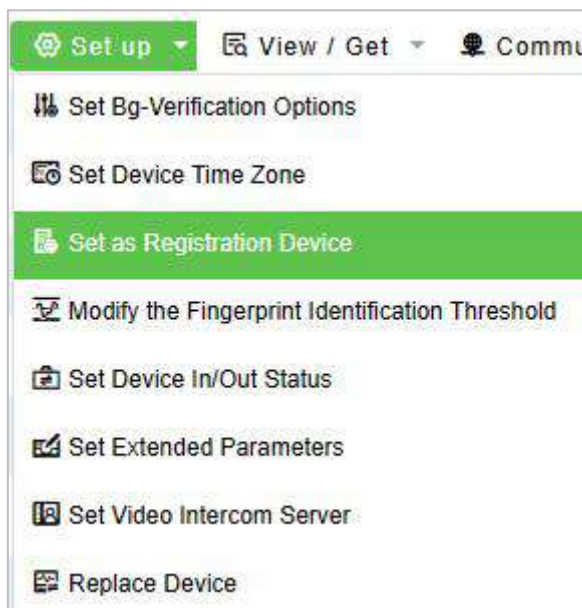 Set up View / Get Commu
Set Bg-Verification Options
Set Device Time Zone
Set as Registration Device
Modify the Fingerprint Identification Threshold
Set Device In/Out Status
Set Extended Parameters
Set Video Intercom Server
Replace Device